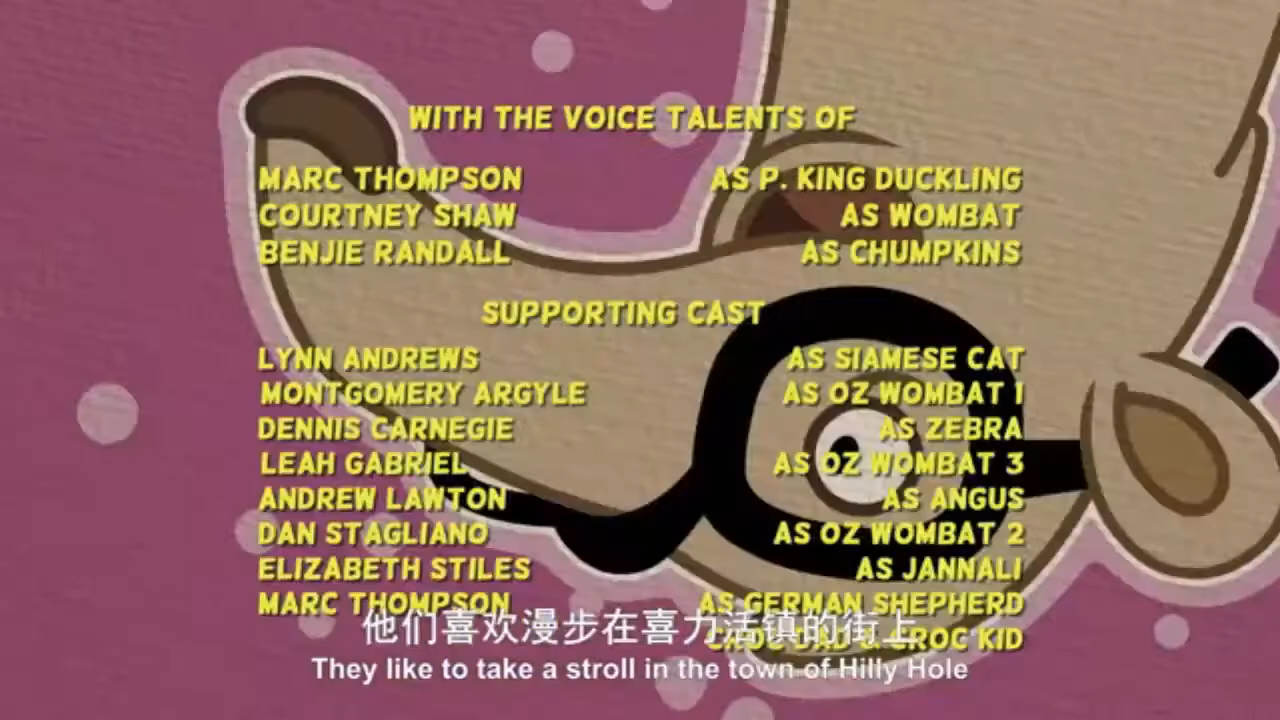 WITH THE VOICE TALENTS OF
MARC THOMPSON AS P. KING DUCKLING
COURTNEY SHAW AS WOMBAT
BENJIE RANDALL AS CHUMPKINS
SUPPORTING CAST
LYNN ANDREWS AS SIAMESE CAT
MONTGOMERY ARGYLE AS OZ WOMBAT 1
DENNIS CARNEGIE AS ZEBRA
LEAH GABRIEL AS OZ WOMBAT 3
ANDREW LAWTON AS ANGUS
DAN STAGLIANO AS OZ WOMBAT 2
ELIZABETH STILES AS JANNALI
MARC THOMPSON AS GERMAN SHEPHERD
CROC DAD & CROC KID
他们喜欢漫步在喜力活镇的街上
They like to take a stroll in the town of Hilly Hole